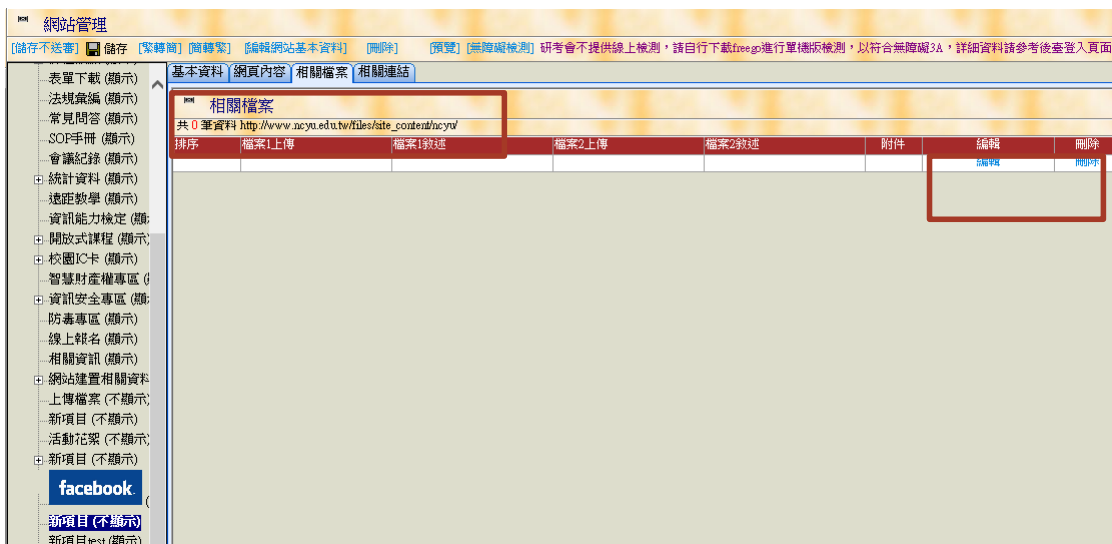 網站管理
[儲存不送審] 儲存 [繁轉簡] [簡轉繁] [編輯網站基本資料] [刪除] [預覽] [無障礙檢測] 研考會不提供線上檢測，請自行下載freego進行單機版檢測，以符合無障礙3A，詳細資料請參考後臺登入頁面
表單下載 (顯示)
法規彙編 (顯示)
常見問答 (顯示)
SOP手冊 (顯示)
會議紀錄 (顯示)
統計資料 (顯示)
遠距教學 (顯示)
資訊能力檢定 (顯
開放式課程 (顯示)
校園IC卡 (顯示)
智慧財產權專區 (
資訊安全專區 (顯
防毒專區 (顯示)
線上報名 (顯示)
相關資訊 (顯示)
網站建置相關資料
上傳檔案 (不顯示)
新項目 (不顯示)
活動花絮 (不顯示)
新項目 (不顯示)
facebook (
新項目 (不顯示)
新項目test (顯示)
基本資料 網頁內容 相關檔案 相關連結
相關檔案
共 0 筆資料 http://www.ncyu.edu.tw/files/site_content/ncyu/
排序 檔案1上傳 檔案1敘述 檔案2上傳 檔案2敘述 附件 編輯 刪除
編輯 刪除